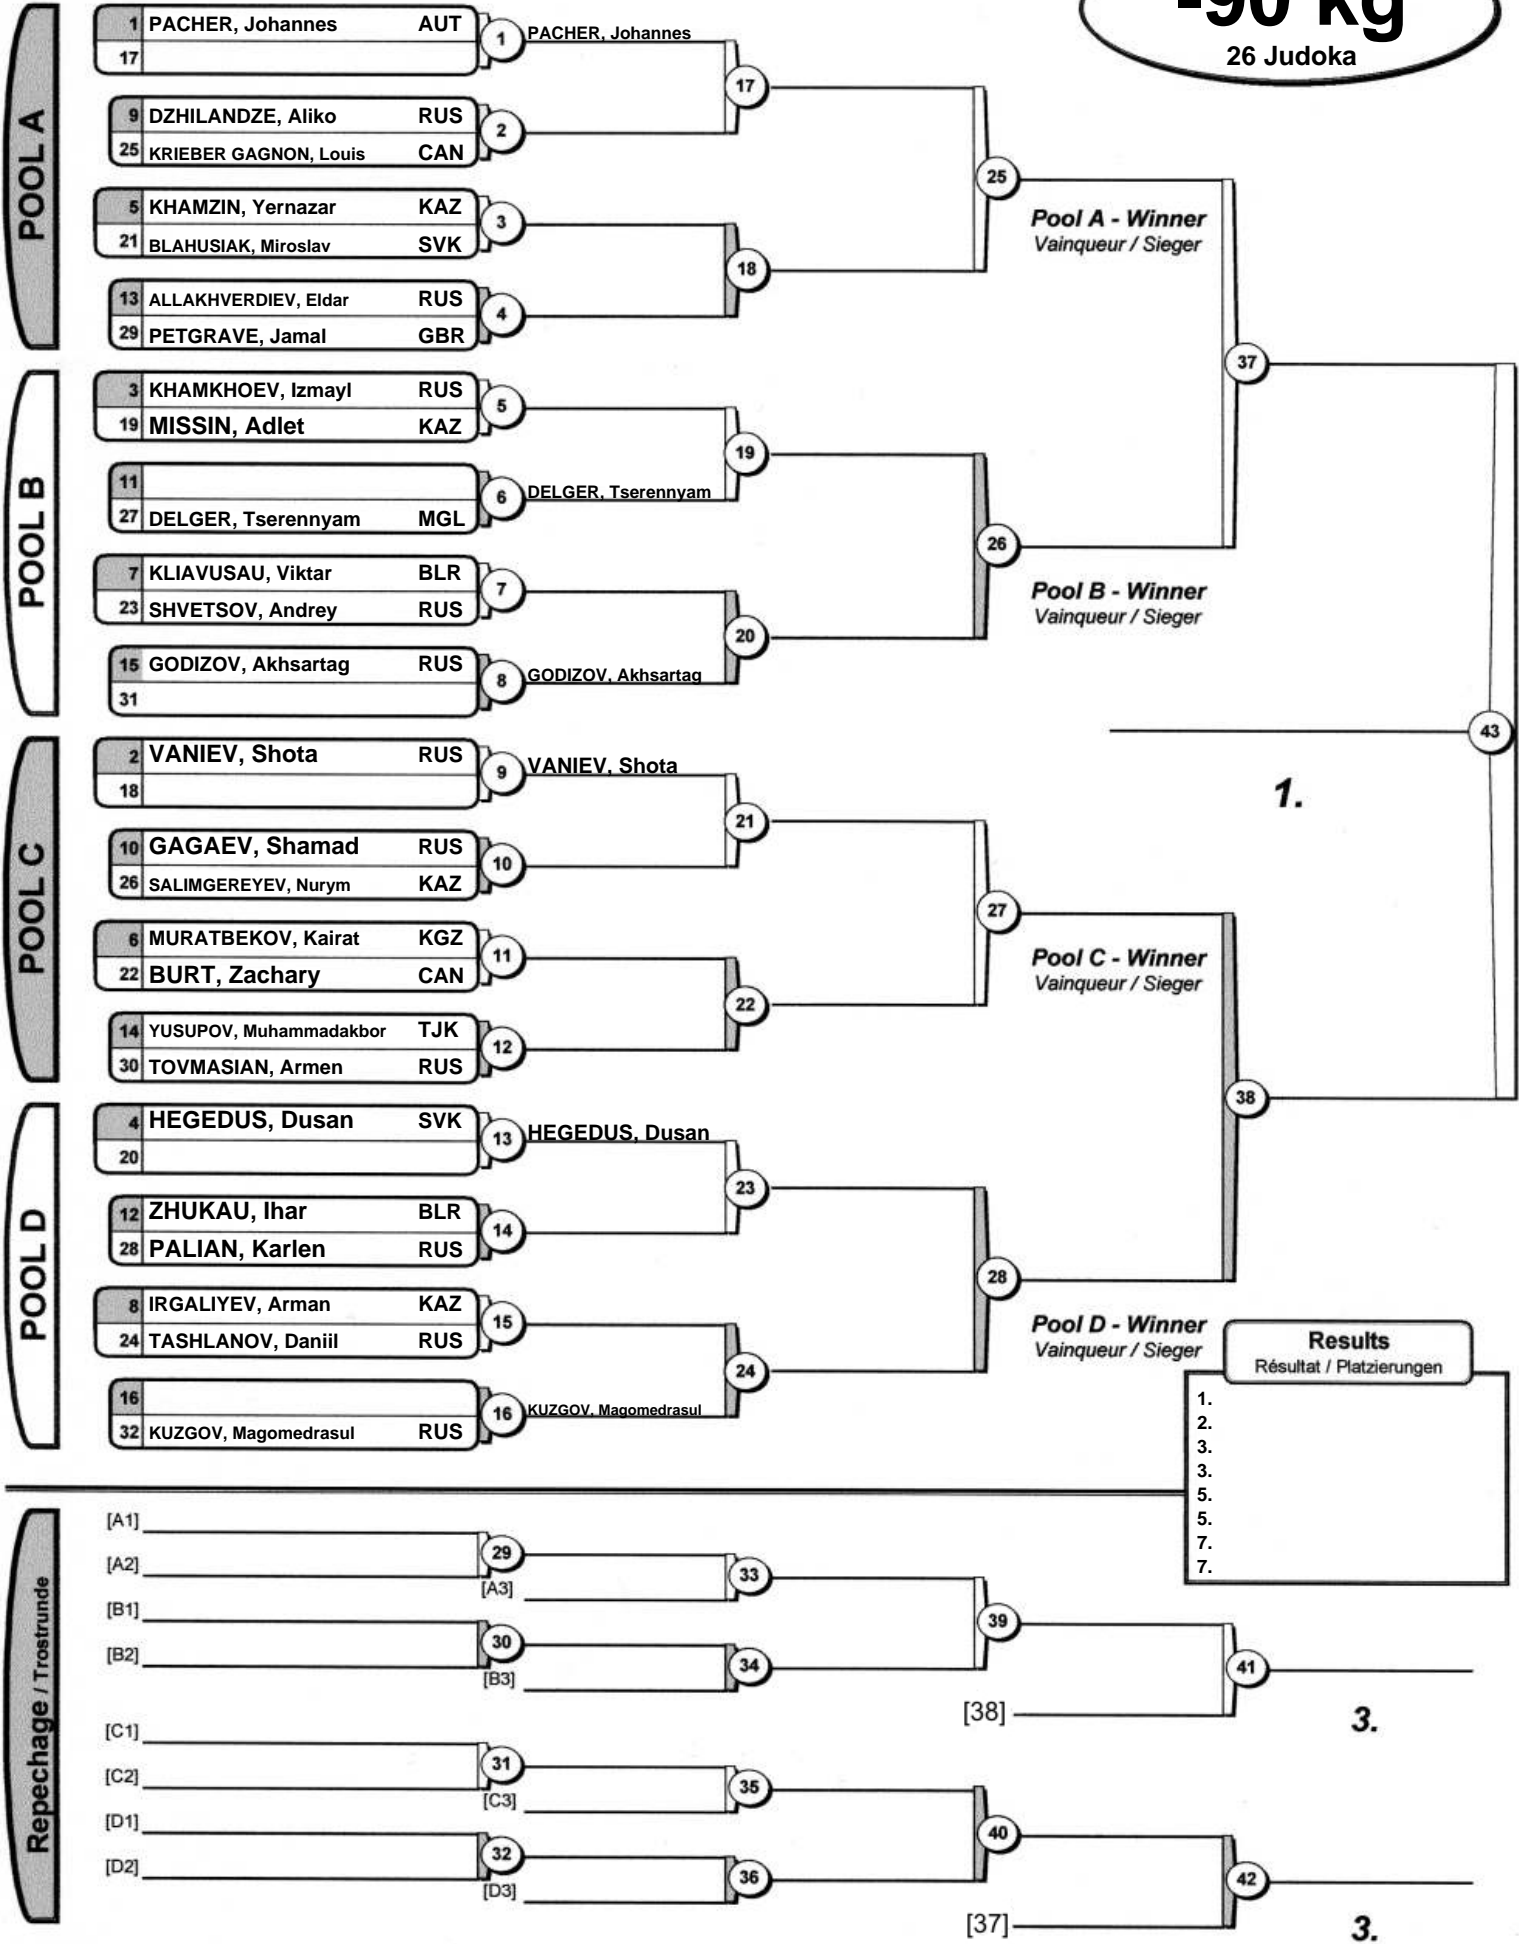 -90 kg
26 Judoka
POOL A
1 PACHER, Johannes AUT
17
1 PACHER, Johannes
9 DZHILANDZE, Aliko RUS
25 KRIEBER GAGNON, Louis CAN
2
17
5 KHAMZIN, Yernazar KAZ
21 BLAHUSIAK, Miroslav SVK
3
13 ALLAKHVERDIEV, Eldar RUS
29 PETGRAVE, Jamal GBR
4
18
25
Pool A - Winner
Vainqueur / Sieger
POOL B
3 KHAMKHOEV, Izmayl RUS
19 MISSIN, Adlet KAZ
5
11
27 DELGER, Tserennyam MGL
6 DELGER, Tserennyam
19
7 KLIAVUSAU, Viktar BLR
23 SHVETSOV, Andrey RUS
7
15 GODIZOV, Akhsartag RUS
31
8 GODIZOV, Akhsartag
20
26
Pool B - Winner
Vainqueur / Sieger
37
POOL C
2 VANIEV, Shota RUS
18
9 VANIEV, Shota
10 GAGAEV, Shamad RUS
26 SALIMGEREYEV, Nurym KAZ
10
21
6 MURATBEKOV, Kairat KGZ
22 BURT, Zachary CAN
11
14 YUSUPOV, Muhammadakbor TJK
30 TOVMASIAN, Armen RUS
12
22
27
Pool C - Winner
Vainqueur / Sieger
43
1.
POOL D
4 HEGEDUS, Dusan SVK
20
13 HEGEDUS, Dusan
12 ZHUKAU, Ihar BLR
28 PALIAN, Karlen RUS
14
23
8 IRGALIYEV, Arman KAZ
24 TASHLANOV, Daniil RUS
15
16
32 KUZGOV, Magomedrasul RUS
16 KUZGOV, Magomedrasul
24
28
Pool D - Winner
Vainqueur / Sieger
38
Results
Résultat / Platzierungen
1.
2.
3.
3.
5.
5.
7.
7.
Repechage / Trostrunde
[A1]
[A2]
29
[A3]
33
[B1]
[B2]
30
[B3]
34
39
[38]
41
3.
[C1]
[C2]
31
[C3]
35
[D1]
[D2]
32
[D3]
36
40
[37]
42
3.